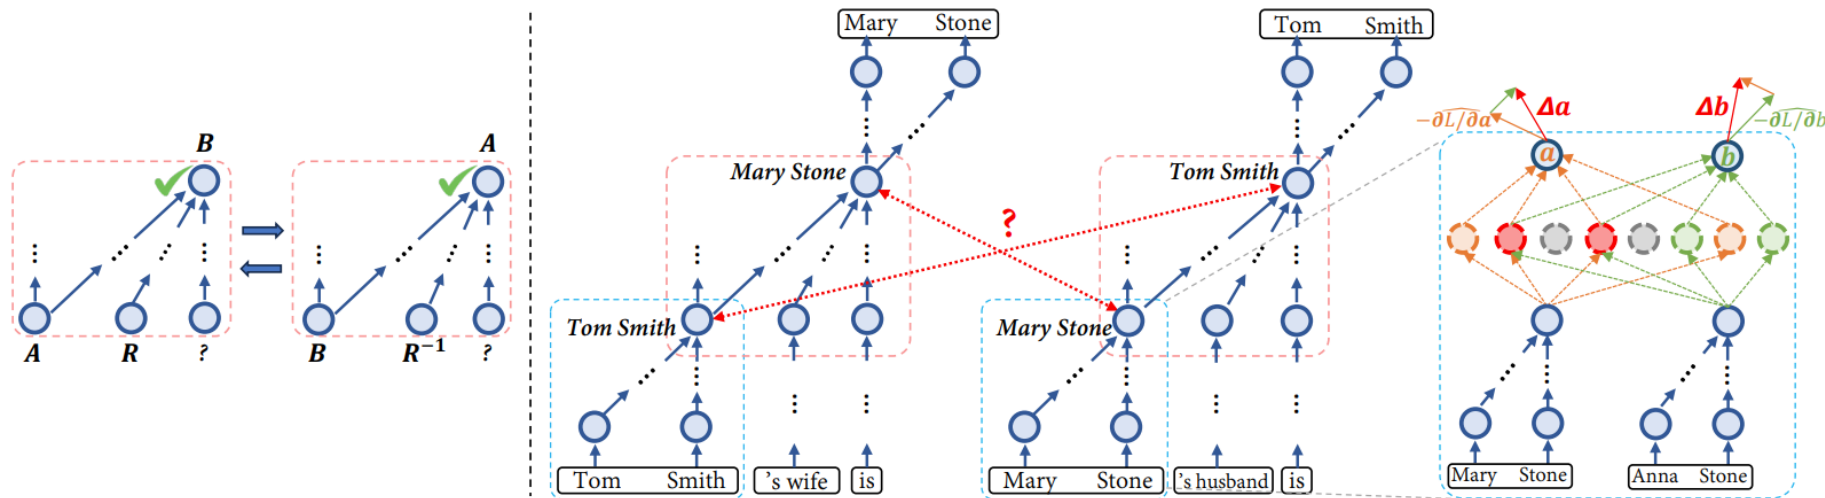 B
A
A R ?
B R⁻¹ ?
Mary Stone
Tom Smith
Mary Stone
Tom Smith
?
Tom Smith
Mary Stone
Tom Smith
's wife
is
Mary Stone
's husband
is
-∂L/∂a
Δa
Δb
-∂L/∂b
a
b
Mary Stone
Anna Stone